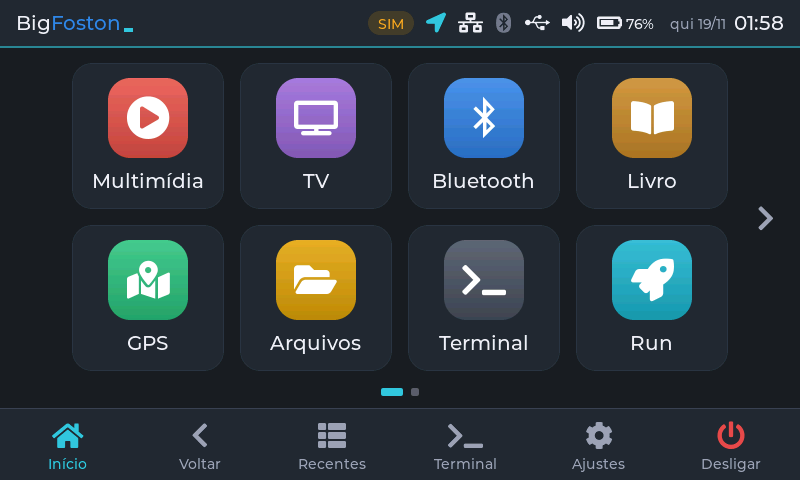 BigFoston SIM 76% qui 19/11 01:58
Multimídia TV Bluetooth Livro
GPS Arquivos Terminal Run
Início Voltar Recentes Terminal Ajustes Desligar